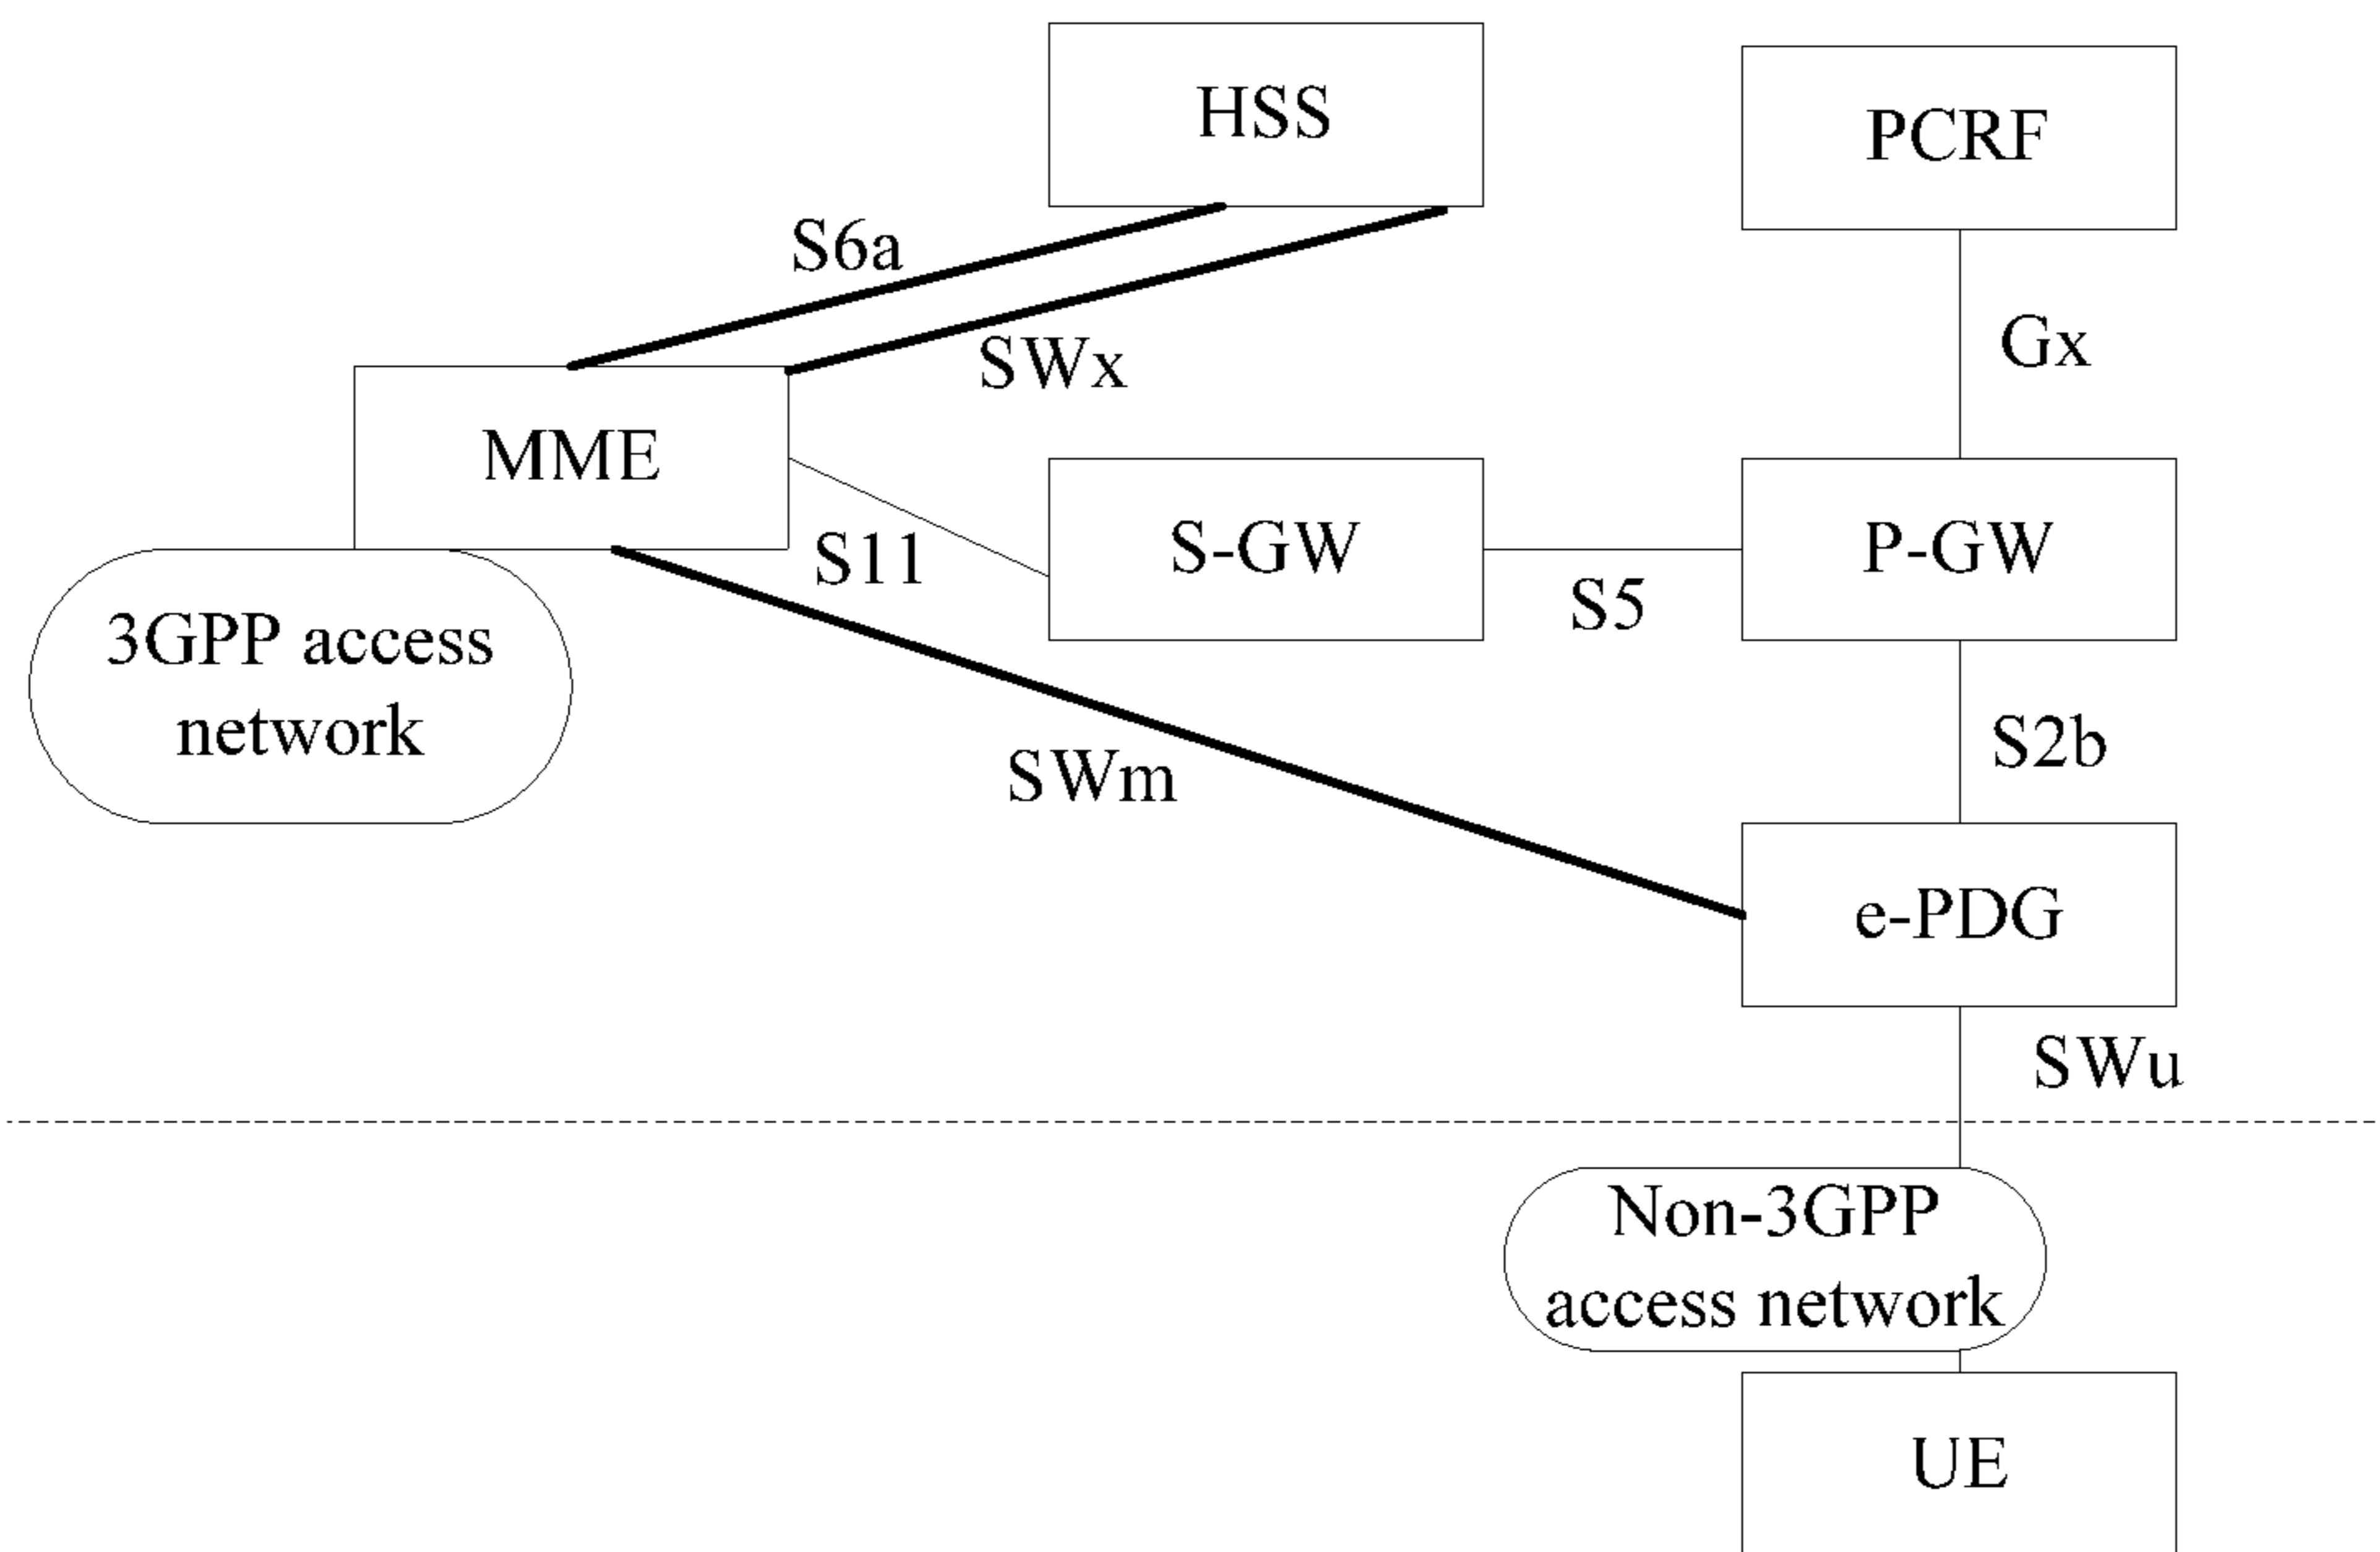 HSS
PCRF
S6a
SWx
Gx
MME
S-GW
P-GW
S11
S5
3GPP access
network
SWm
S2b
e-PDG
SWu
Non-3GPP
access network
UE